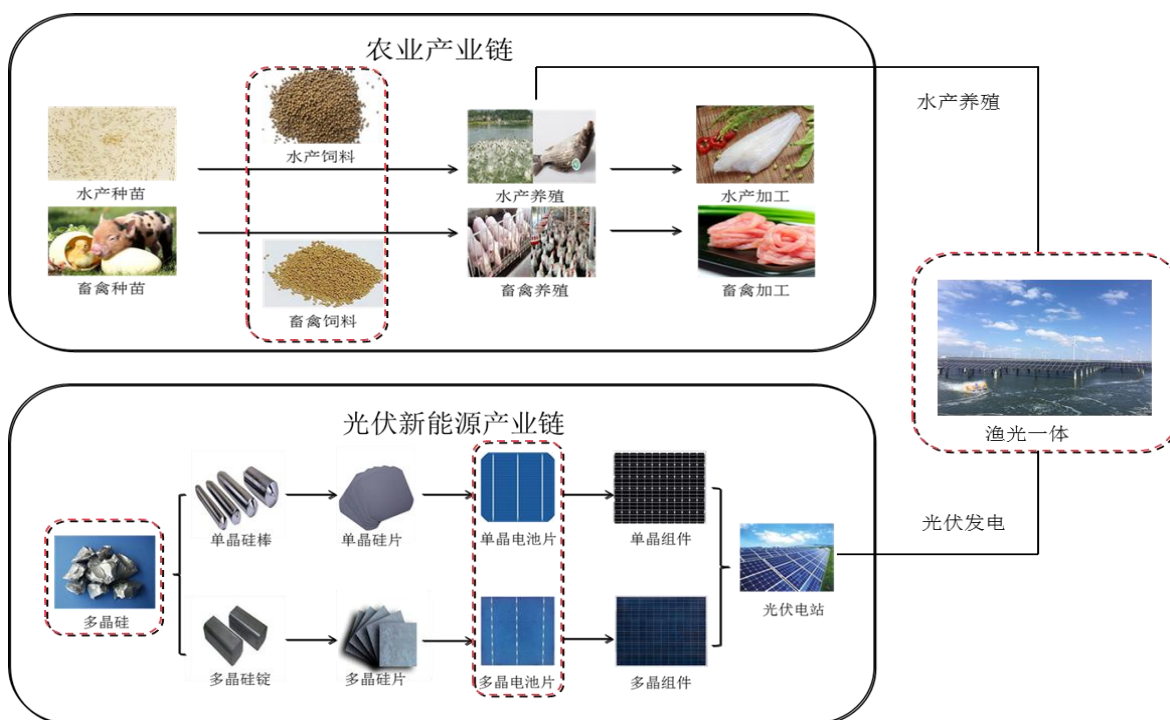 农业产业链
水产养殖
水产饲料
水产种苗
水产养殖
水产加工
畜禽种苗
畜禽养殖
畜禽加工
畜禽饲料
渔光一体
光伏新能源产业链
光伏发电
单晶硅棒
单晶硅片
单晶电池片
单晶组件
多晶硅
光伏电站
多晶硅锭
多晶硅片
多晶电池片
多晶组件